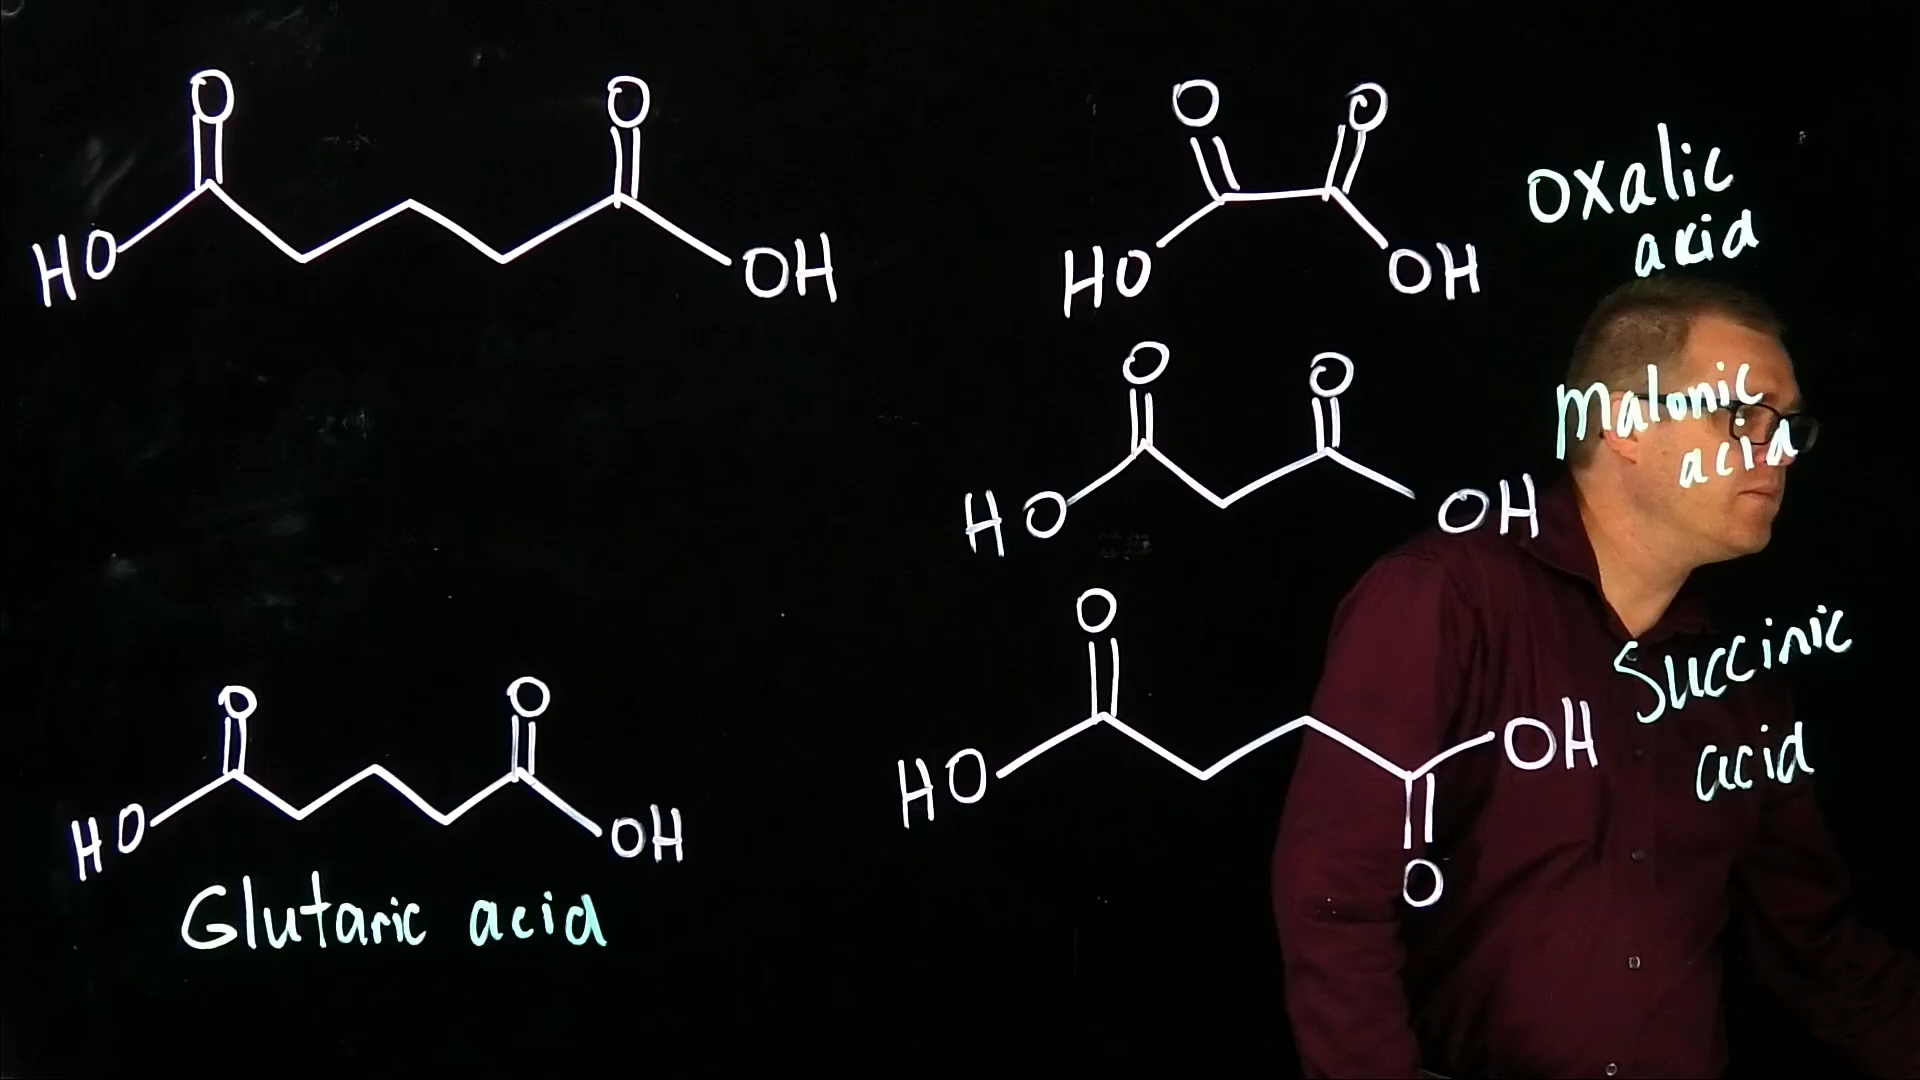 O O
HO OH
O O
HO OH
Oxalic
acid
O O
HO OH
Malonic
acid
O
HO OH
O
Succinic
acid
O O
HO OH
Glutaric acid